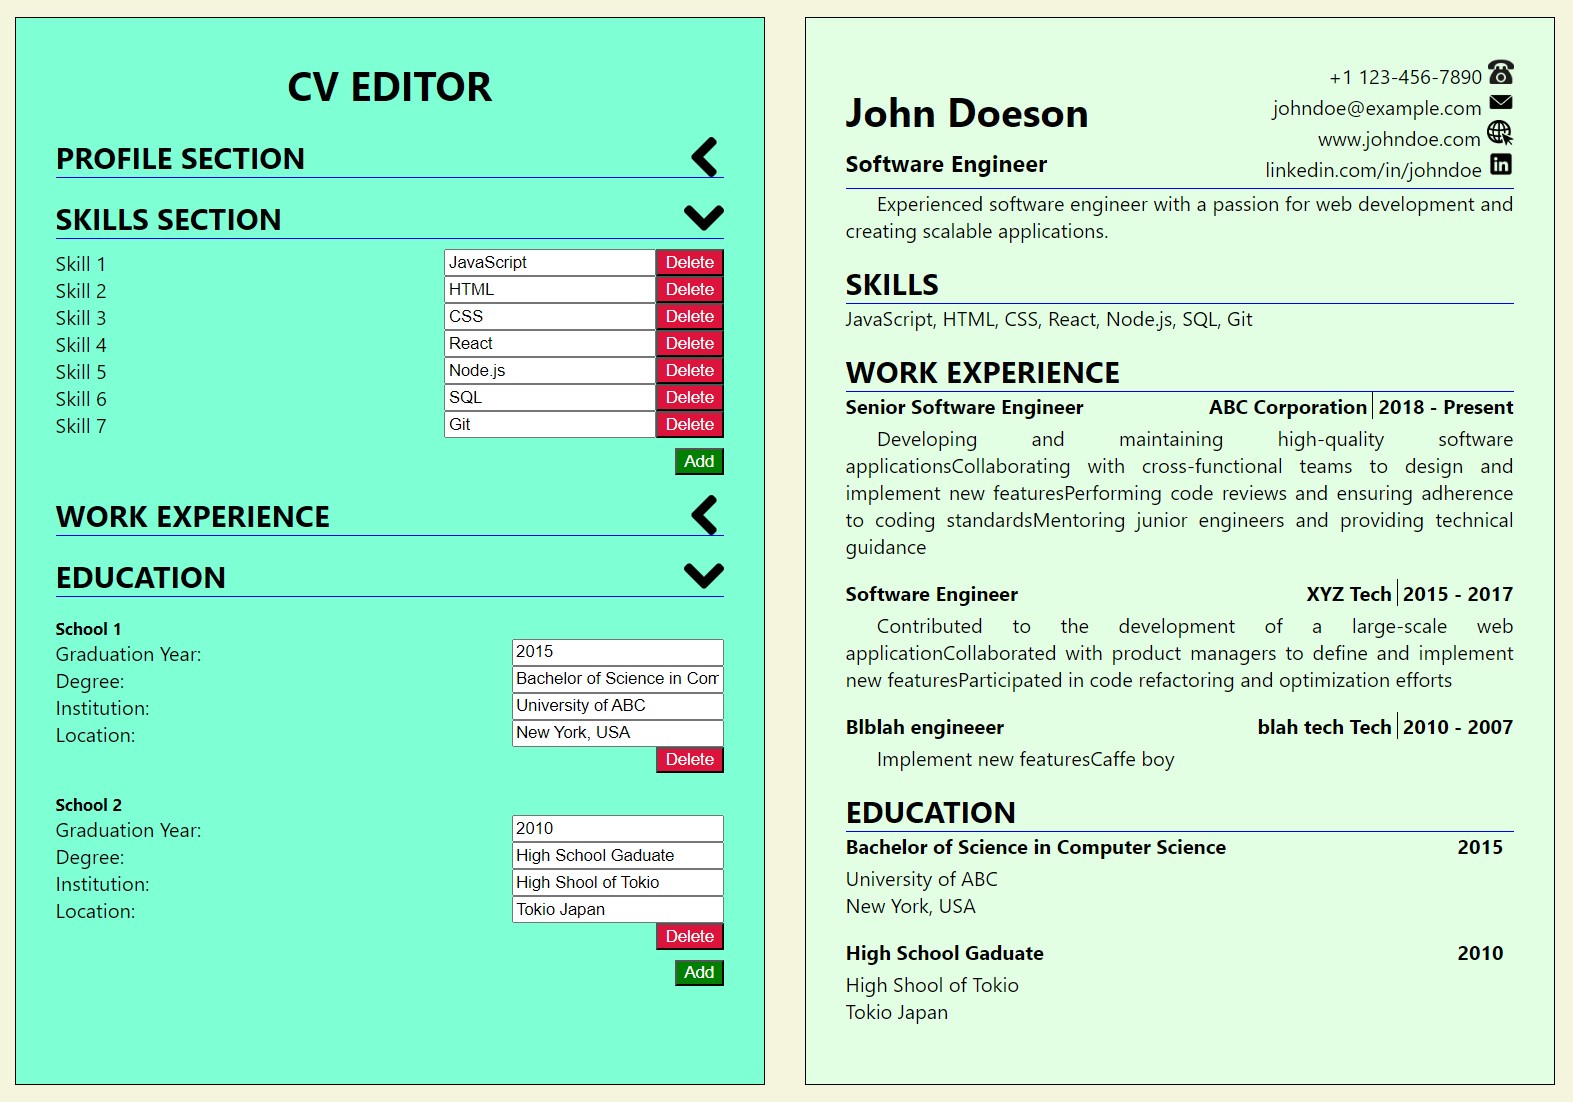 CV EDITOR
PROFILE SECTION
SKILLS SECTION
Skill 1 JavaScript Delete
Skill 2 HTML Delete
Skill 3 CSS Delete
Skill 4 React Delete
Skill 5 Node.js Delete
Skill 6 SQL Delete
Skill 7 Git Delete
Add
WORK EXPERIENCE
EDUCATION
School 1
Graduation Year: 2015
Degree: Bachelor of Science in Com
Institution: University of ABC
Location: New York, USA
Delete
School 2
Graduation Year: 2010
Degree: High School Gaduate
Institution: High Shool of Tokio
Location: Tokio Japan
Delete
Add
+1 123-456-7890
johndoe@example.com
www.johndoe.com
linkedin.com/in/johndoe
in
John Doeson
Software Engineer
Experienced software engineer with a passion for web development and
creating scalable applications.
SKILLS
JavaScript, HTML, CSS, React, Node.js, SQL, Git
WORK EXPERIENCE
Senior Software Engineer ABC Corporation 2018 - Present
Developing and maintaining high-quality software
applicationsCollaborating with cross-functional teams to design and
implement new featuresPerforming code reviews and ensuring adherence
to coding standardsMentoring junior engineers and providing technical
guidance
Software Engineer XYZ Tech 2015 - 2017
Contributed to the development of a large-scale web
applicationCollaborated with product managers to define and implement
new featuresParticipated in code refactoring and optimization efforts
Blblah engineeer blah tech Tech 2010 - 2007
Implement new featuresCaffe boy
EDUCATION
Bachelor of Science in Computer Science 2015
University of ABC
New York, USA
High School Gaduate 2010
High Shool of Tokio
Tokio Japan